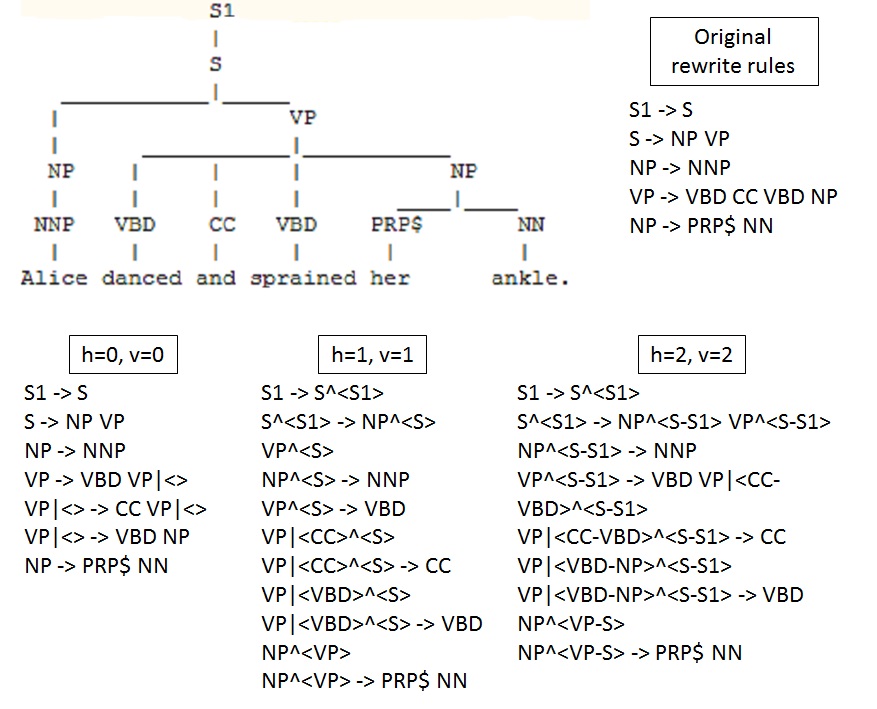 S1
S
VP
NP NP
NNP VBD CC VBD PRP$ NN
Alice danced and sprained her ankle.
Original
rewrite rules
S1 -> S
S -> NP VP
NP -> NNP
VP -> VBD CC VBD NP
NP -> PRP$ NN
h=0, v=0
S1 -> S
S -> NP VP
NP -> NNP
VP -> VBD VP|<>
VP|<> -> CC VP|<>
VP|<> -> VBD NP
NP -> PRP$ NN
h=1, v=1
S1 -> S^<S1>
S^<S1> -> NP^<S>
VP^<S>
NP^<S> -> NNP
VP^<S> -> VBD
VP|<CC>^<S>
VP|<CC>^<S> -> CC
VP|<VBD>^<S>
VP|<VBD>^<S> -> VBD
NP^<VP>
NP^<VP> -> PRP$ NN
h=2, v=2
S1 -> S^<S1>
S^<S1> -> NP^<S-S1> VP^<S-S1>
NP^<S-S1> -> NNP
VP^<S-S1> -> VBD VP|<CC-
VBD>^<S-S1>
VP|<CC-VBD>^<S-S1> -> CC
VP|<VBD-NP>^<S-S1>
VP|<VBD-NP>^<S-S1> -> VBD
NP^<VP-S>
NP^<VP-S> -> PRP$ NN